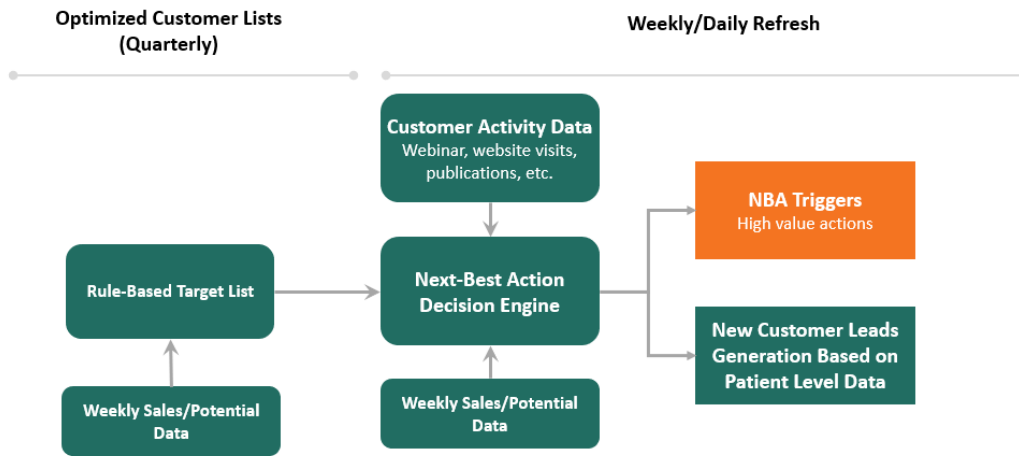 Optimized Customer Lists
(Quarterly)
Weekly/Daily Refresh
Customer Activity Data
Webinar, website visits,
publications, etc.
NBA Triggers
High value actions
Rule-Based Target List
Next-Best Action
Decision Engine
New Customer Leads
Generation Based on
Patient Level Data
Weekly Sales/Potential
Data
Weekly Sales/Potential
Data